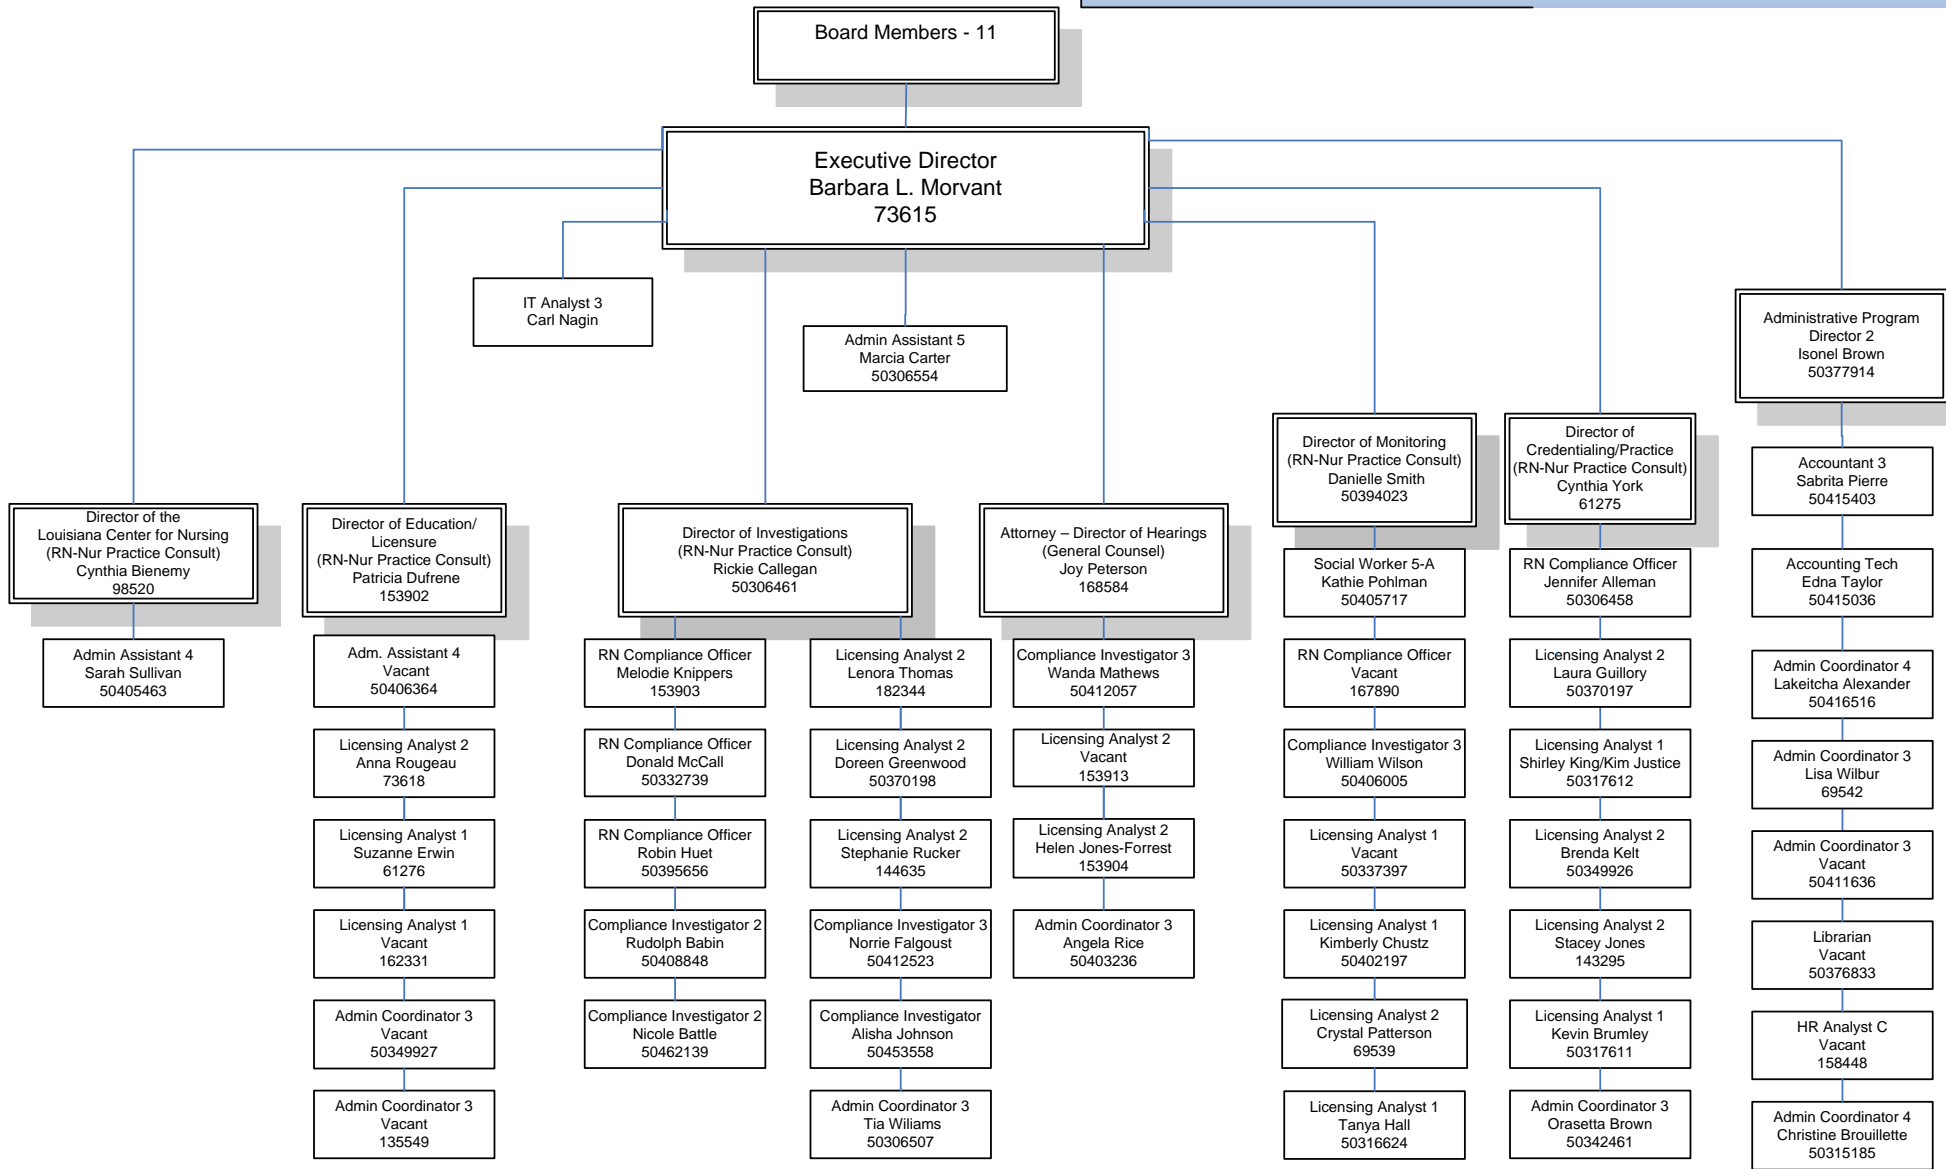 Board Members - 11
Executive Director
Barbara L. Morvant
73615
IT Analyst 3
Carl Nagin
Admin Assistant 5
Marcia Carter
50306554
Director of the
Louisiana Center for Nursing
(RN-Nur Practice Consult)
Cynthia Bienemy
98520
Admin Assistant 4
Sarah Sullivan
50405463
Director of Education/
Licensure
(RN-Nur Practice Consult)
Patricia Dufrene
153902
Adm. Assistant 4
Vacant
50406364
Licensing Analyst 2
Anna Rougeau
73618
Licensing Analyst 1
Suzanne Erwin
61276
Licensing Analyst 1
Vacant
162331
Admin Coordinator 3
Vacant
50349927
Admin Coordinator 3
Vacant
135549
Director of Investigations
(RN-Nur Practice Consult)
Rickie Callegan
50306461
RN Compliance Officer
Melodie Knippers
153903
RN Compliance Officer
Donald McCall
50332739
RN Compliance Officer
Robin Huet
50395656
Compliance Investigator 2
Rudolph Babin
50408848
Compliance Investigator 2
Nicole Battle
50462139
Licensing Analyst 2
Lenora Thomas
182344
Licensing Analyst 2
Doreen Greenwood
50370198
Licensing Analyst 2
Stephanie Rucker
144635
Compliance Investigator 3
Norrie Falgoust
50412523
Compliance Investigator
Alisha Johnson
50453558
Admin Coordinator 3
Tia Wiliams
50306507
Attorney – Director of Hearings
(General Counsel)
Joy Peterson
168584
Compliance Investigator 3
Wanda Mathews
50412057
Licensing Analyst 2
Vacant
153913
Licensing Analyst 2
Helen Jones-Forrest
153904
Admin Coordinator 3
Angela Rice
50403236
Director of Monitoring
(RN-Nur Practice Consult)
Danielle Smith
50394023
Social Worker 5-A
Kathie Pohlman
50405717
RN Compliance Officer
Vacant
167890
Compliance Investigator 3
William Wilson
50406005
Licensing Analyst 1
Vacant
50337397
Licensing Analyst 1
Kimberly Chustz
50402197
Licensing Analyst 2
Crystal Patterson
69539
Licensing Analyst 1
Tanya Hall
50316624
Director of
Credentialing/Practice
(RN-Nur Practice Consult)
Cynthia York
61275
RN Compliance Officer
Jennifer Alleman
50306458
Licensing Analyst 2
Laura Guillory
50370197
Licensing Analyst 1
Shirley King/Kim Justice
50317612
Licensing Analyst 2
Brenda Kelt
50349926
Licensing Analyst 2
Stacey Jones
143295
Licensing Analyst 1
Kevin Brumley
50317611
Admin Coordinator 3
Orasetta Brown
50342461
Administrative Program
Director 2
Isonel Brown
50377914
Accountant 3
Sabrita Pierre
50415403
Accounting Tech
Edna Taylor
50415036
Admin Coordinator 4
Lakeitcha Alexander
50416516
Admin Coordinator 3
Lisa Wilbur
69542
Admin Coordinator 3
Vacant
50411636
Librarian
Vacant
50376833
HR Analyst C
Vacant
158448
Admin Coordinator 4
Christine Brouillette
50315185